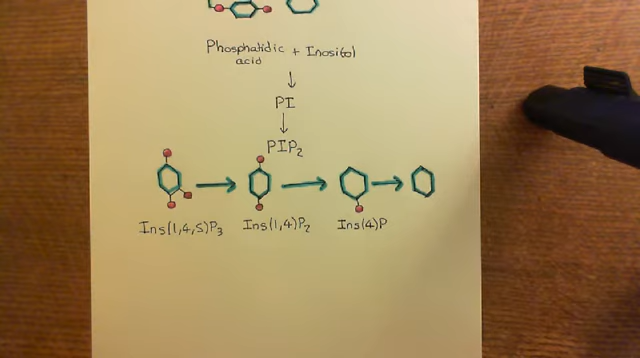 Phosphatidic + Inositol
acid
PI
PIP2
Ins(1,4,5)P3 Ins(1,4)P2 Ins(4)P